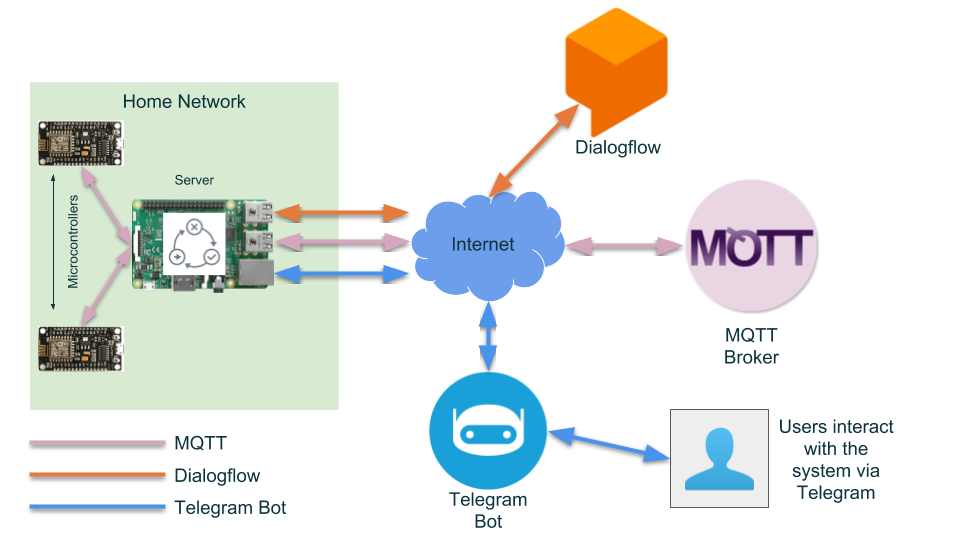 Home Network
Server
Microcontrollers
Dialogflow
Internet
MQTT
MQTT
Broker
Telegram
Bot
Users interact
with the
system via
Telegram
MQTT
Dialogflow
Telegram Bot